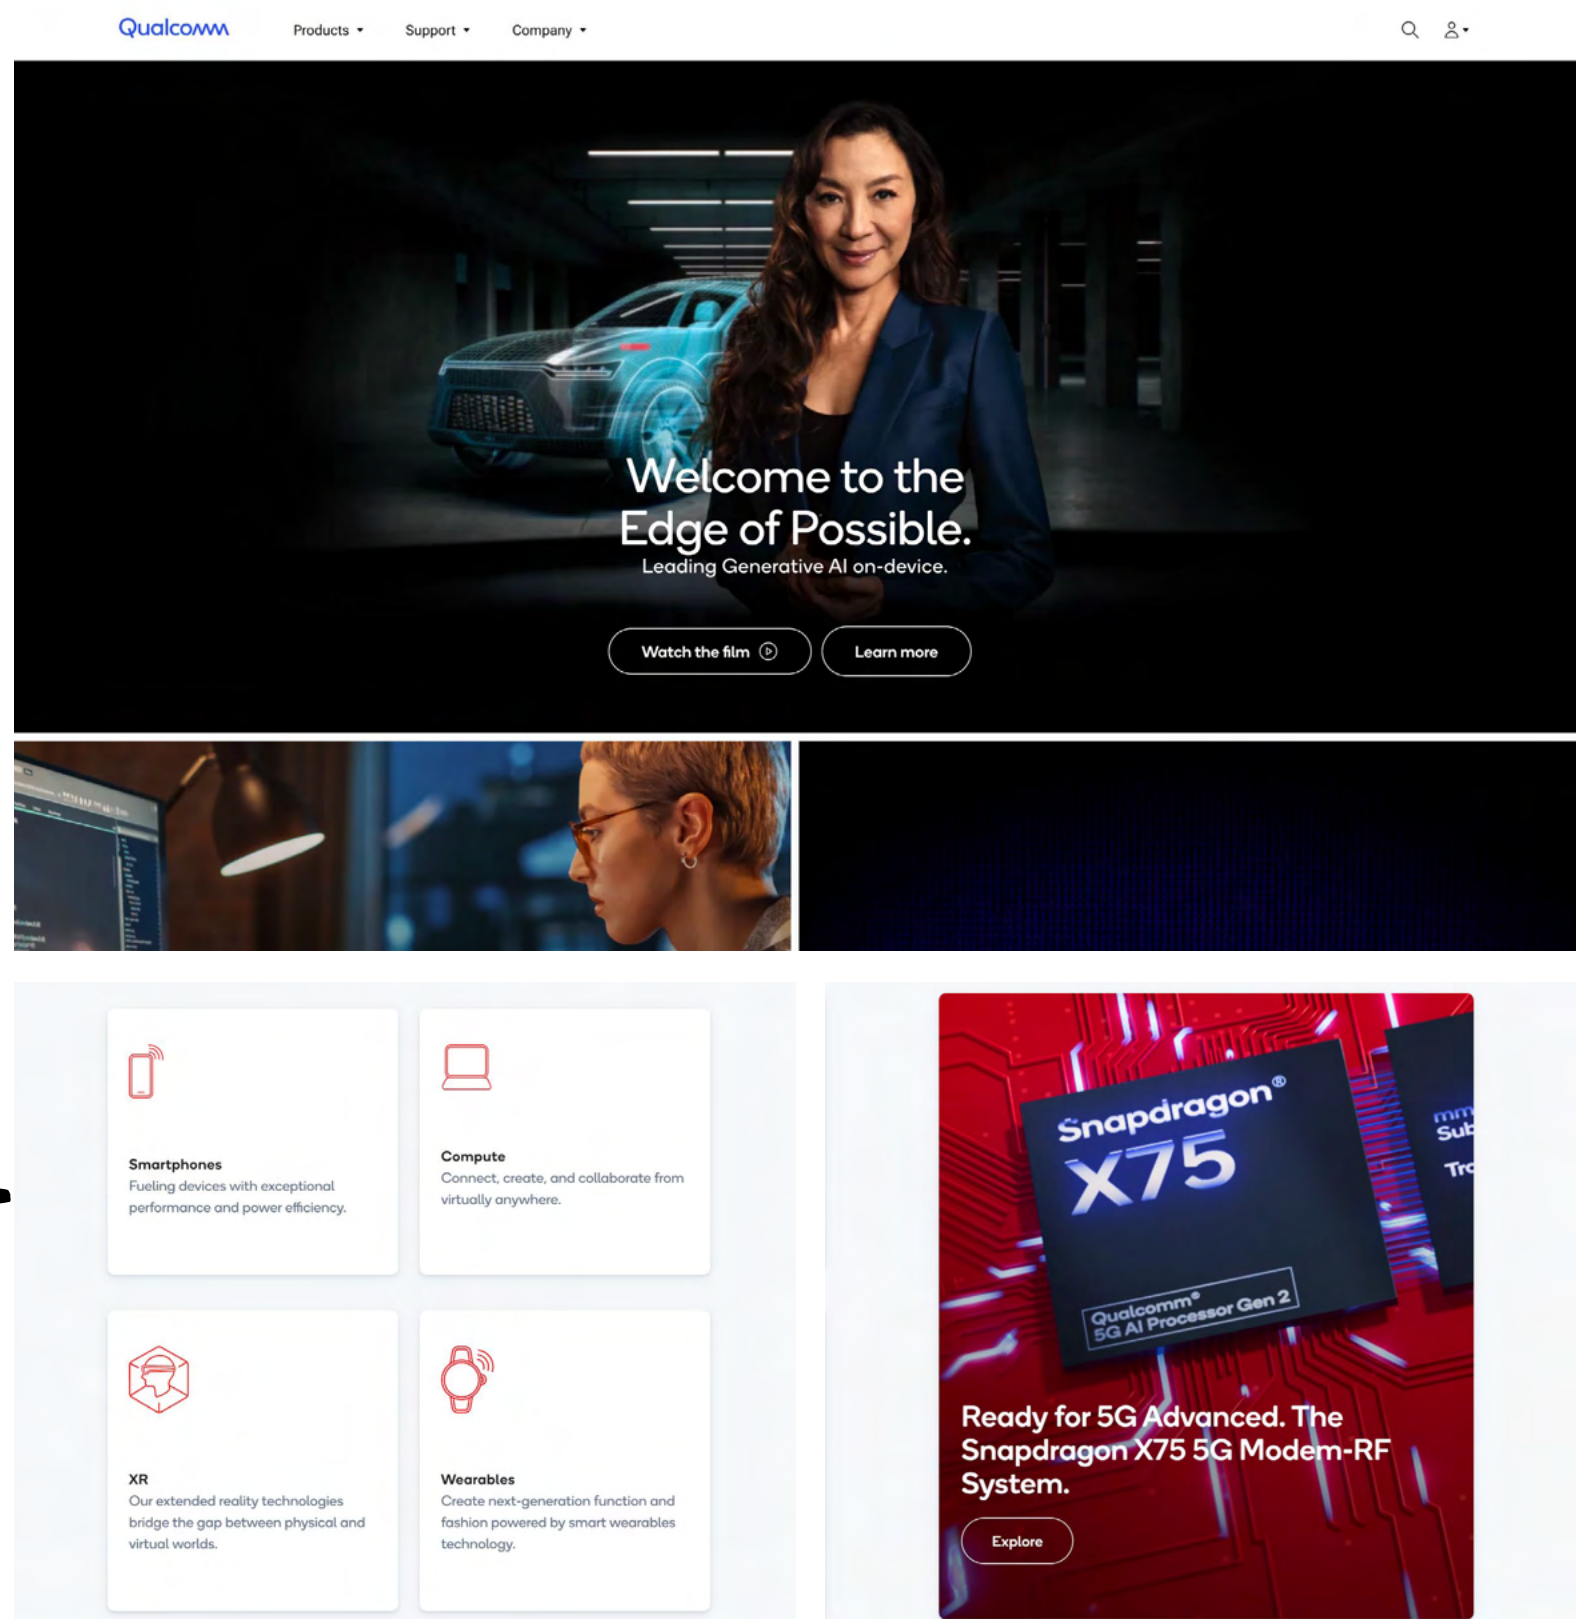 Qualcomm
Products
Support
Company
Welcome to the
Edge of Possible.
Leading Generative AI on-device.
Watch the film
Learn more
Smartphones
Fueling devices with exceptional
performance and power efficiency.
Compute
Connect, create, and collaborate from
virtually anywhere.
XR
Our extended reality technologies
bridge the gap between physical and
virtual worlds.
Wearables
Create next-generation function and
fashion powered by smart wearables
technology.
Snapdragon®
X75
Qualcomm®
5G AI Processor Gen 2
mm
Sub
Tra
Ready for 5G Advanced. The
Snapdragon X75 5G Modem-RF
System.
Explore